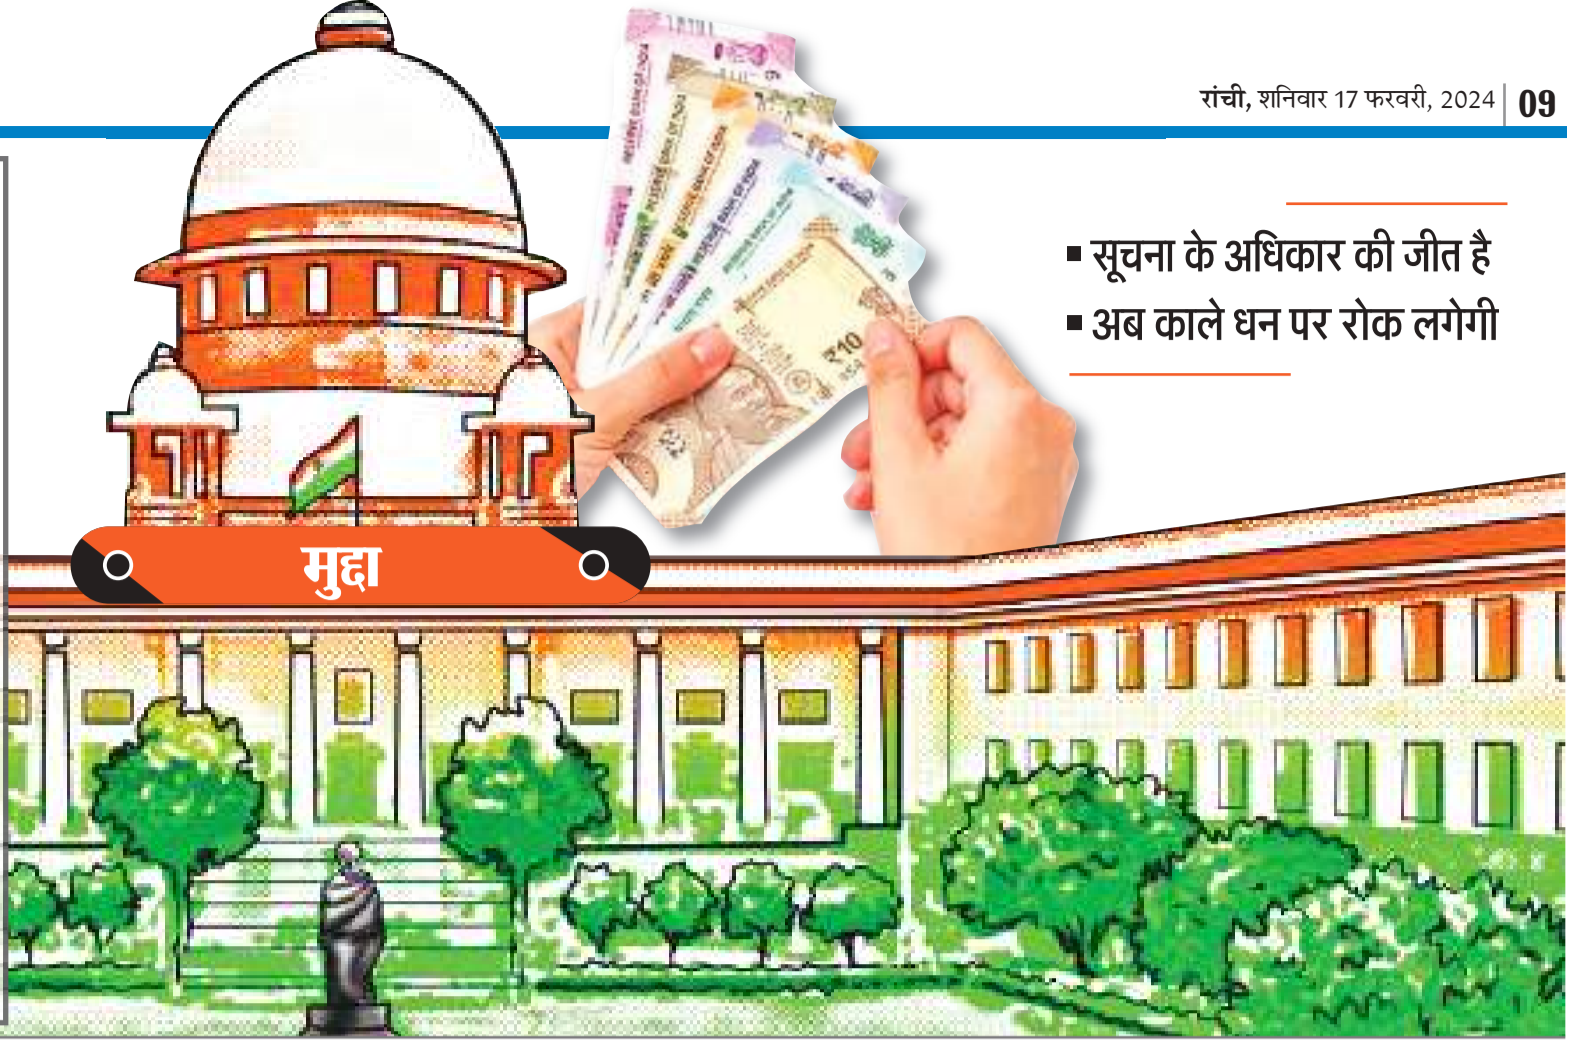 रांची, शनिवार 17 फरवरी, 2024 09
▪ सूचना के अधिकार की जीत है
▪ अब काले धन पर रोक लगेगी
₹10
मुद्दा